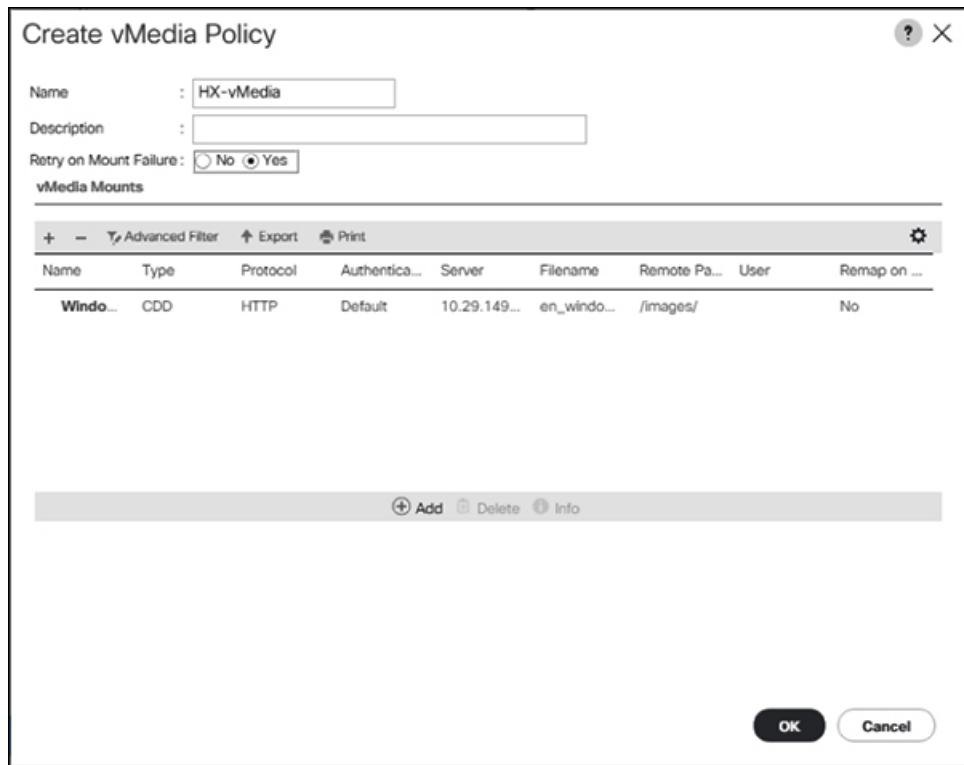 Create vMedia Policy ?
Name : HX-vMedia
Description :
Retry on Mount Failure : No Yes
vMedia Mounts
+ − Advanced Filter Export Print
Name Type Protocol Authentica... Server Filename Remote Pa... User Remap on ...
Windo... CDD HTTP Default 10.29.149... en_windo... /images/ No
Add Delete Info
OK Cancel